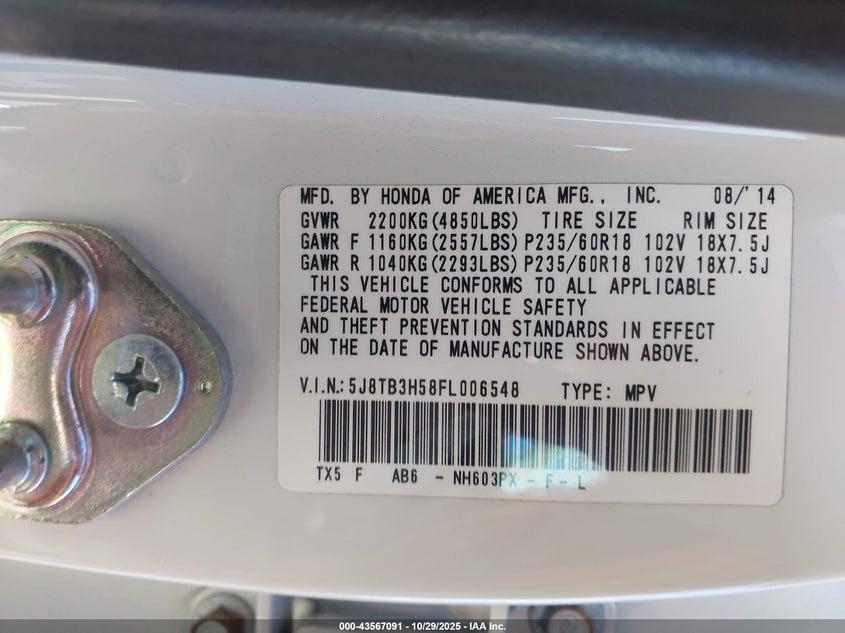 MFD. BY HONDA OF AMERICA MFG., INC. 08/'14
GVWR 2200KG(4850LBS) TIRE SIZE RIM SIZE
GAWR F 1160KG(2557LBS) P235/60R18 102V 18X7.5J
GAWR R 1040KG(2293LBS) P235/60R18 102V 18X7.5J
THIS VEHICLE CONFORMS TO ALL APPLICABLE
FEDERAL MOTOR VEHICLE SAFETY
AND THEFT PREVENTION STANDARDS IN EFFECT
ON THE DATE OF MANUFACTURE SHOWN ABOVE.
V.I.N.: 5J8TB3H58FL006548 TYPE: MPV
TX5 F AB6 - NH603PX - F - L
000-43567091 - 10/29/2025 - IAA Inc.